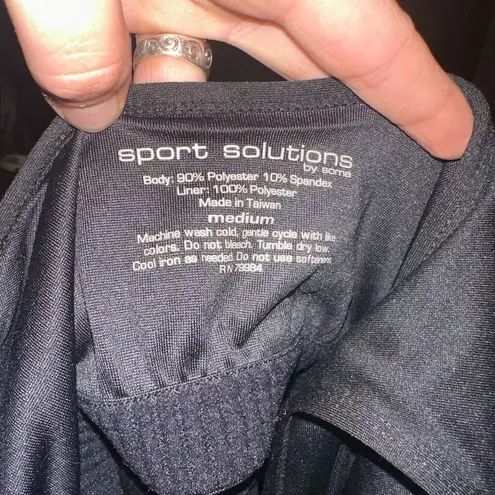 sport solutions
by soma
Body: 90% Polyester 10% Spandex
Liner: 100% Polyester
Made in Taiwan
medium
Machine wash cold, gentle cycle with like
colors. Do not bleach. Tumble dry low
Cool iron as needed. Do not use softeners
RN 79984